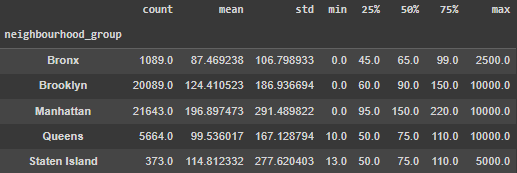 count mean std min 25% 50% 75% max
neighbourhood_group
Bronx 1089.0 87.469238 106.798933 0.0 45.0 65.0 99.0 2500.0
Brooklyn 20089.0 124.410523 186.936694 0.0 60.0 90.0 150.0 10000.0
Manhattan 21643.0 196.897473 291.489822 0.0 95.0 150.0 220.0 10000.0
Queens 5664.0 99.536017 167.128794 10.0 50.0 75.0 110.0 10000.0
Staten Island 373.0 114.812332 277.620403 13.0 50.0 75.0 110.0 5000.0